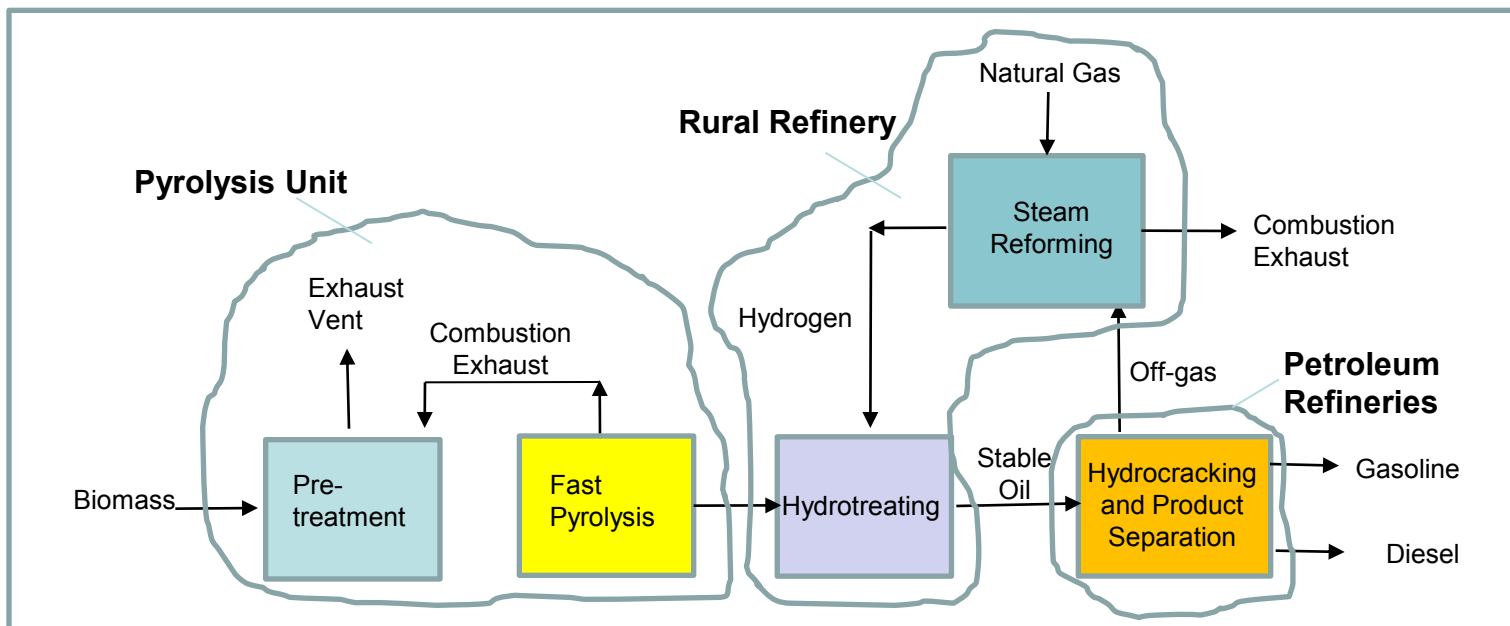 Natural Gas
Rural Refinery
Pyrolysis Unit
Steam
Reforming
Combustion
Exhaust
Exhaust
Vent
Hydrogen
Combustion
Exhaust
Off-gas
Petroleum
Refineries
Biomass
Pre-
treatment
Fast
Pyrolysis
Hydrotreating
Stable
Oil
Hydrocracking
and Product
Separation
Gasoline
Diesel